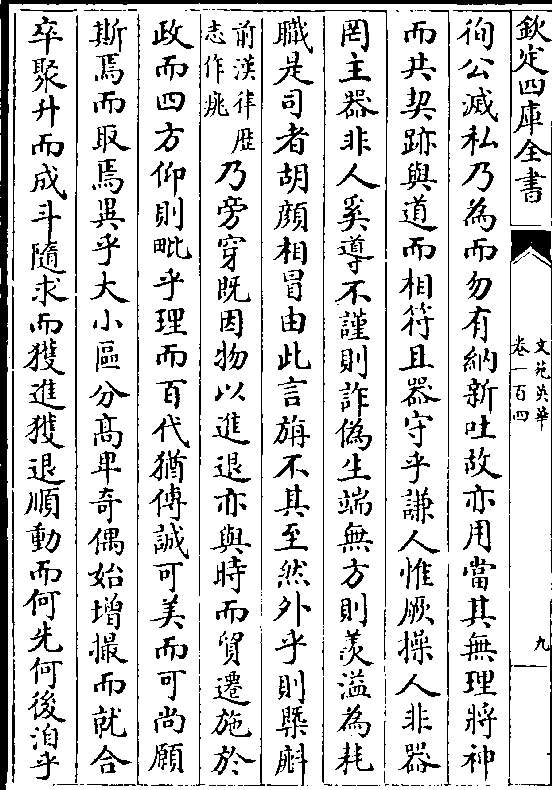 欽定四庫全書
文苑英華
卷一百四
九
徇公滅私乃為而勿有納新吐故亦用當其無理將神
而共契跡與道而相符且器守乎謙人惟厥操人非器
罔主器非人奚導不謹則詐偽生端無方則羨溢為耗
職是司者胡顔相冒由此言旃不其至然外乎則㮣斛
前漢律歴
志作庣
乃旁穿既因物以進退亦與時而貿遷施於
政而四方仰則毗乎理而百代猶傳誠可美而可尚願
斯焉而取焉異乎大小區分髙卑奇偶始增撮而就合
卒聚升而成斗隨求而獲進獲退順動而何先何後洎乎